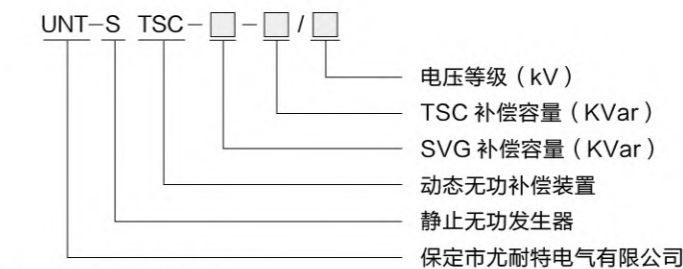 UNT-S TSC-□-□/□
电压等级（kV）
TSC 补偿容量（KVar）
SVG 补偿容量（KVar）
动态无功补偿装置
静止无功发生器
保定市尤耐特电气有限公司